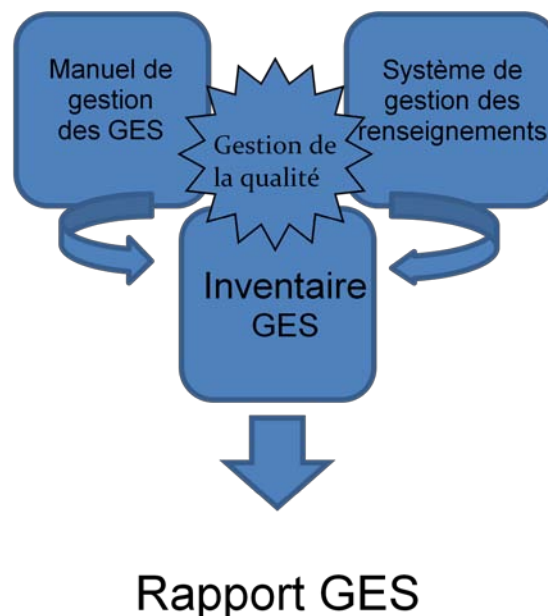 Manuel de
gestion
des GES
Système de
gestion des
renseignements
Gestion de
la qualité
Inventaire
GES
Rapport GES